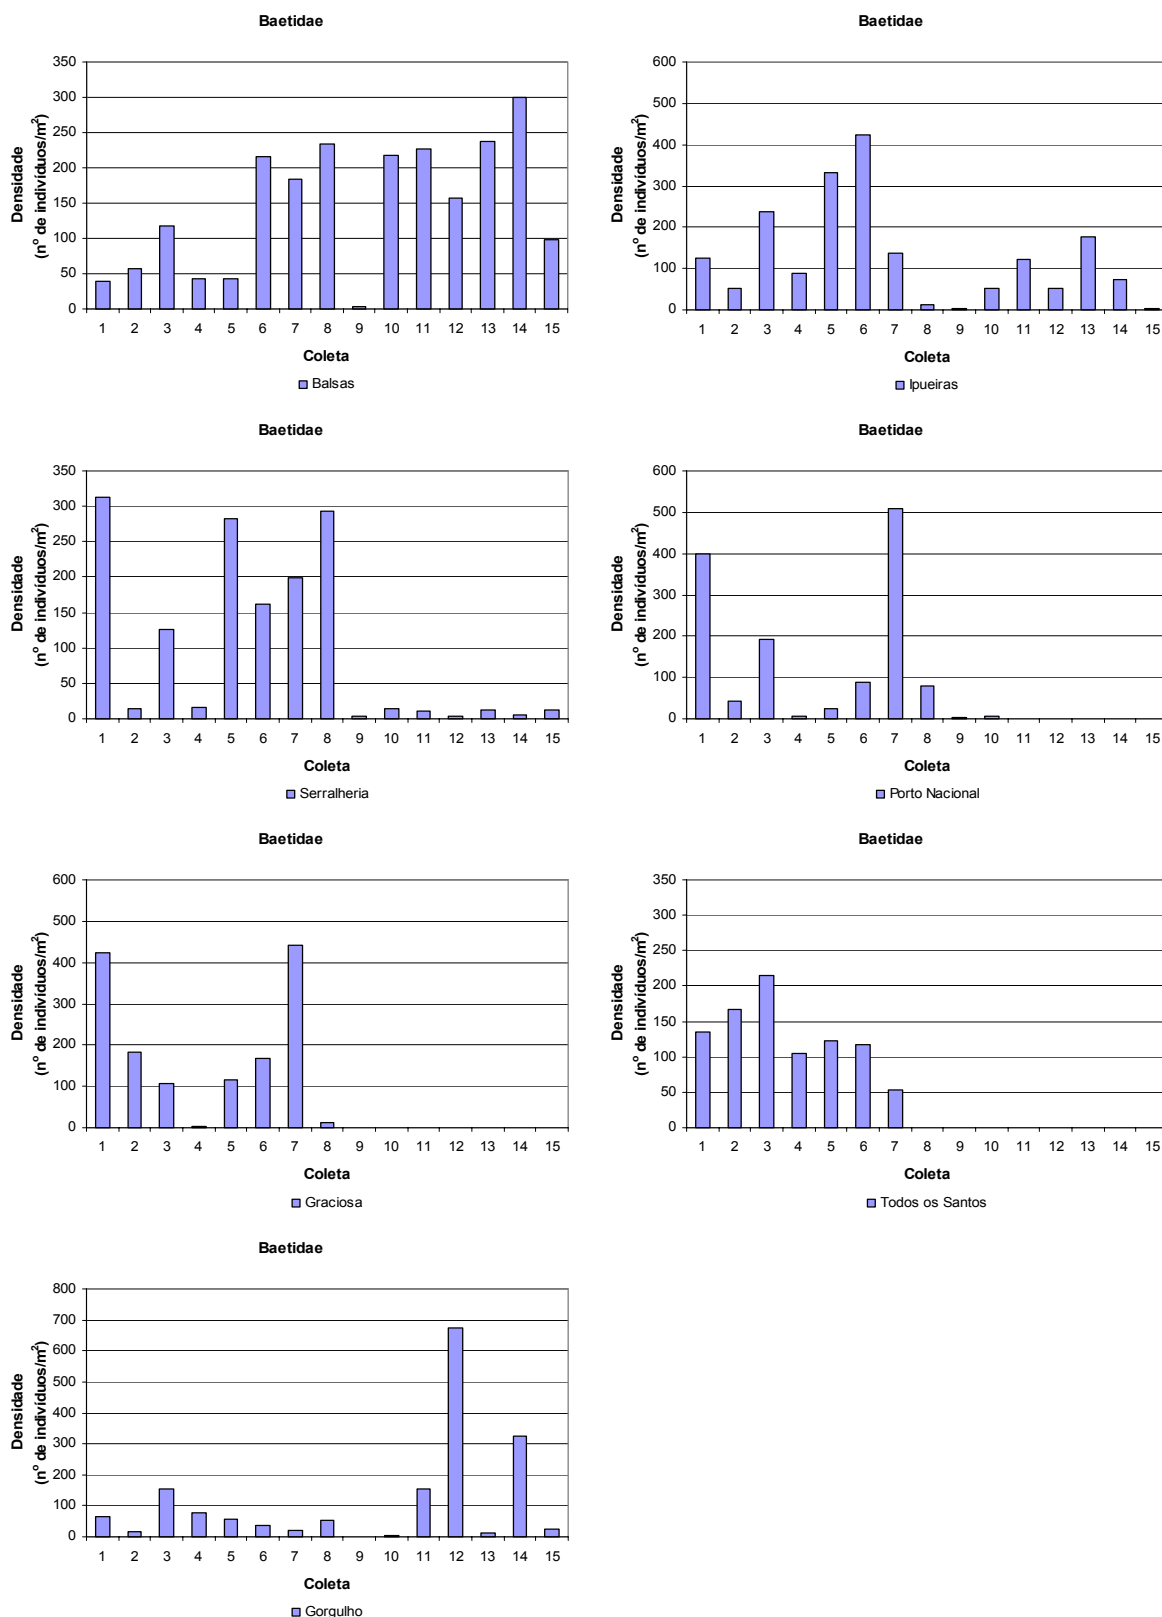 Baetidae
Densidade
(nº de indivíduos/m²)
350
300
250
200
150
100
50
0
1 2 3 4 5 6 7 8 9 10 11 12 13 14 15
Coleta
Balsas
Baetidae
Densidade
(nº de indivíduos/m²)
600
500
400
300
200
100
0
1 2 3 4 5 6 7 8 9 10 11 12 13 14 15
Coleta
Ipueiras
Baetidae
Densidade
(nº de indivíduos/m²)
350
300
250
200
150
100
50
0
1 2 3 4 5 6 7 8 9 10 11 12 13 14 15
Coleta
Serralheria
Baetidae
Densidade
(nº de indivíduos/m²)
600
500
400
300
200
100
0
1 2 3 4 5 6 7 8 9 10 11 12 13 14 15
Coleta
Porto Nacional
Baetidae
Densidade
(nº de indivíduos/m²)
600
500
400
300
200
100
0
1 2 3 4 5 6 7 8 9 10 11 12 13 14 15
Coleta
Graciosa
Baetidae
Densidade
(nº de indivíduos/m²)
350
300
250
200
150
100
50
0
1 2 3 4 5 6 7 8 9 10 11 12 13 14 15
Coleta
Todos os Santos
Baetidae
Densidade
(nº de indivíduos/m²)
800
700
600
500
400
300
200
100
0
1 2 3 4 5 6 7 8 9 10 11 12 13 14 15
Coleta
Gorgulho